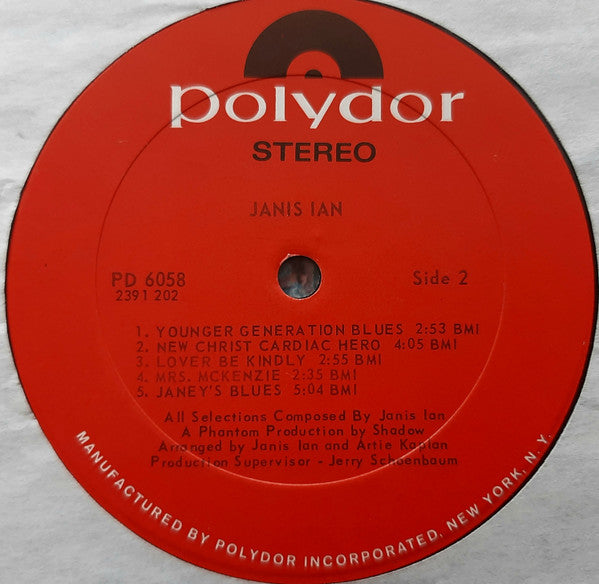 polydor
STEREO
JANIS IAN
PD 6058
2391 202
Side 2
1. YOUNGER GENERATION BLUES 2:53 BMI
2. NEW CHRIST CARDIAC HERO 4:05 BMI
3. LOVER BE KINDLY 2:55 BMI
4. MRS. MCKENZIE 2:35 BMI
5. JANEY'S BLUES 5:04 BMI
All Selections Composed By Janis Ian
A Phantom Production by Shadow
Arranged by Janis Ian and Artie Kaplan
Production Supervisor - Jerry Schoenbaum
MANUFACTURED BY POLYDOR INCORPORATED, NEW YORK, N.Y.